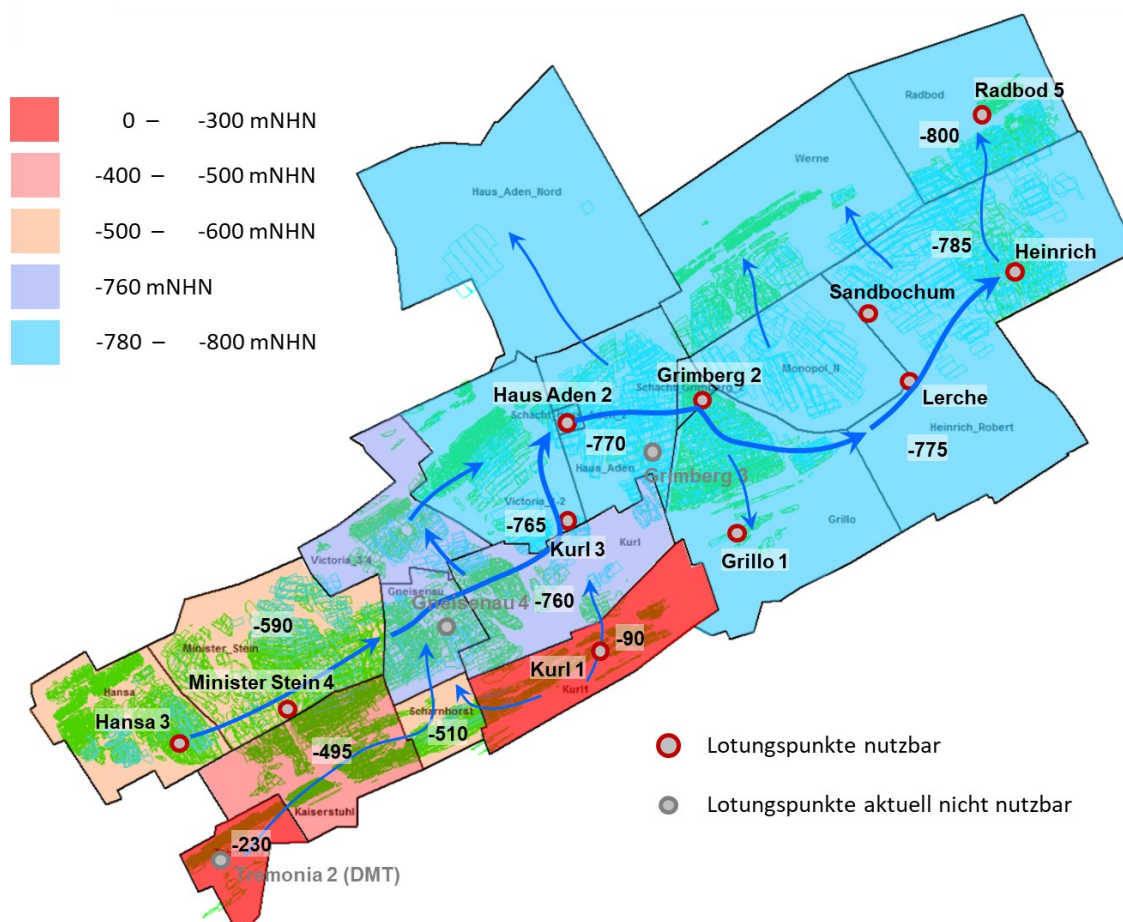 0 – -300 mNHN
-400 – -500 mNHN
-500 – -600 mNHN
-760 mNHN
-780 – -800 mNHN
Radbod
Radbod 5
-800
Werne
Haus_Aden_Nord
-785
Heinrich
Sandbochum
Monopol_N
Grimberg 2
Haus Aden 2
Lerche
Heinrich_Robert
-770
-775
Haus_Aden
Grimberg 3
Victoria_1-2
-765
Kurl 3
Kurl
Grillo
Grillo 1
Victoria_3 4
Gneisenau
Gneisenau 4
-760
-590
Minister_Stein
-90
Kurl 1
Kurl1
Hansa
Minister Stein 4
Hansa 3
Scharnhorst
-510
-495
Kaiserstuhl
-230
Tremonia 2 (DMT)
Lotungspunkte nutzbar
Lotungspunkte aktuell nicht nutzbar